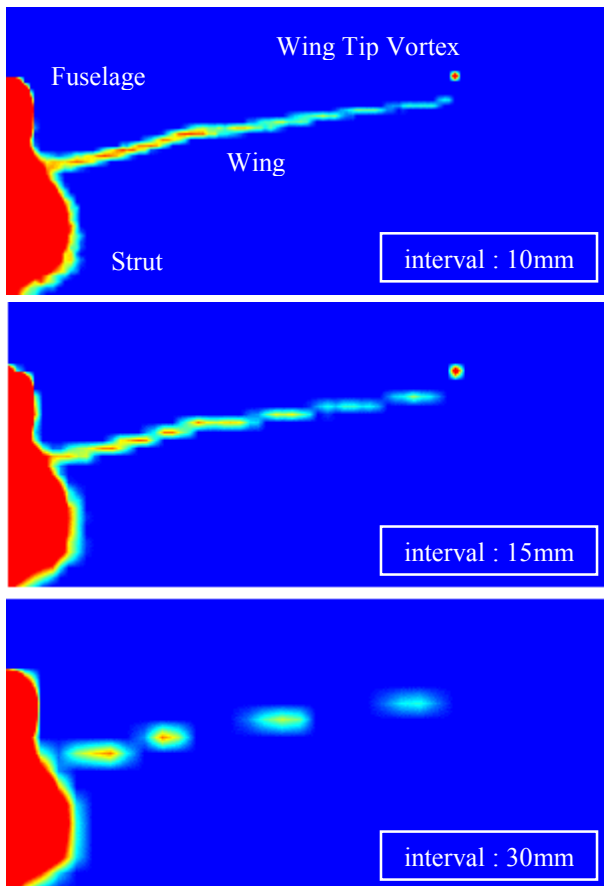 Wing Tip Vortex
Fuselage
Wing
Strut
interval : 10mm
interval : 15mm
interval : 30mm